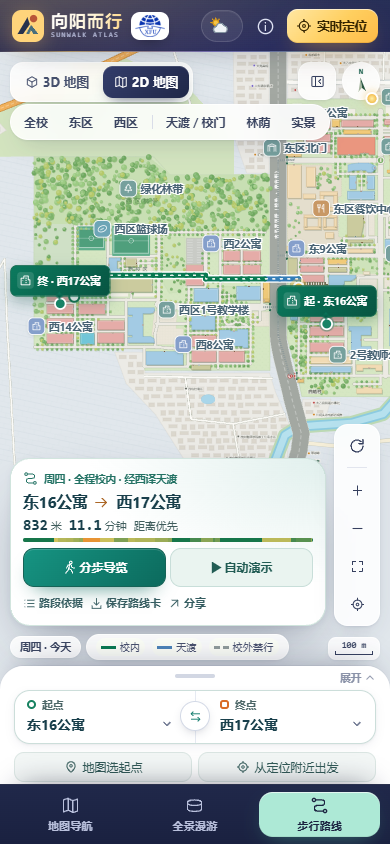 向阳而行
SUNWALK ATLAS
XFU
实时定位
3D 地图
2D 地图
N
全校
东区
西区
天渡 / 校门
林荫
实景
公寓
东区北门
绿化林带
东区餐饮中
西区篮球场
西2公寓
东9公寓
终 · 西17公寓
起 · 东16公寓
西区1号教学楼
西14公寓
西8公寓
2号教师
周四 · 全程校内 · 经西译天渡
东16公寓 → 西17公寓
832 米 11.1 分钟 距离优先
分步导览
自动演示
路段依据
保存路线卡
分享
周四 · 今天
校内
天渡
校外禁行
100 m
展开
起点
东16公寓
终点
西17公寓
地图选起点
从定位附近出发
地图导航
全景漫游
步行路线